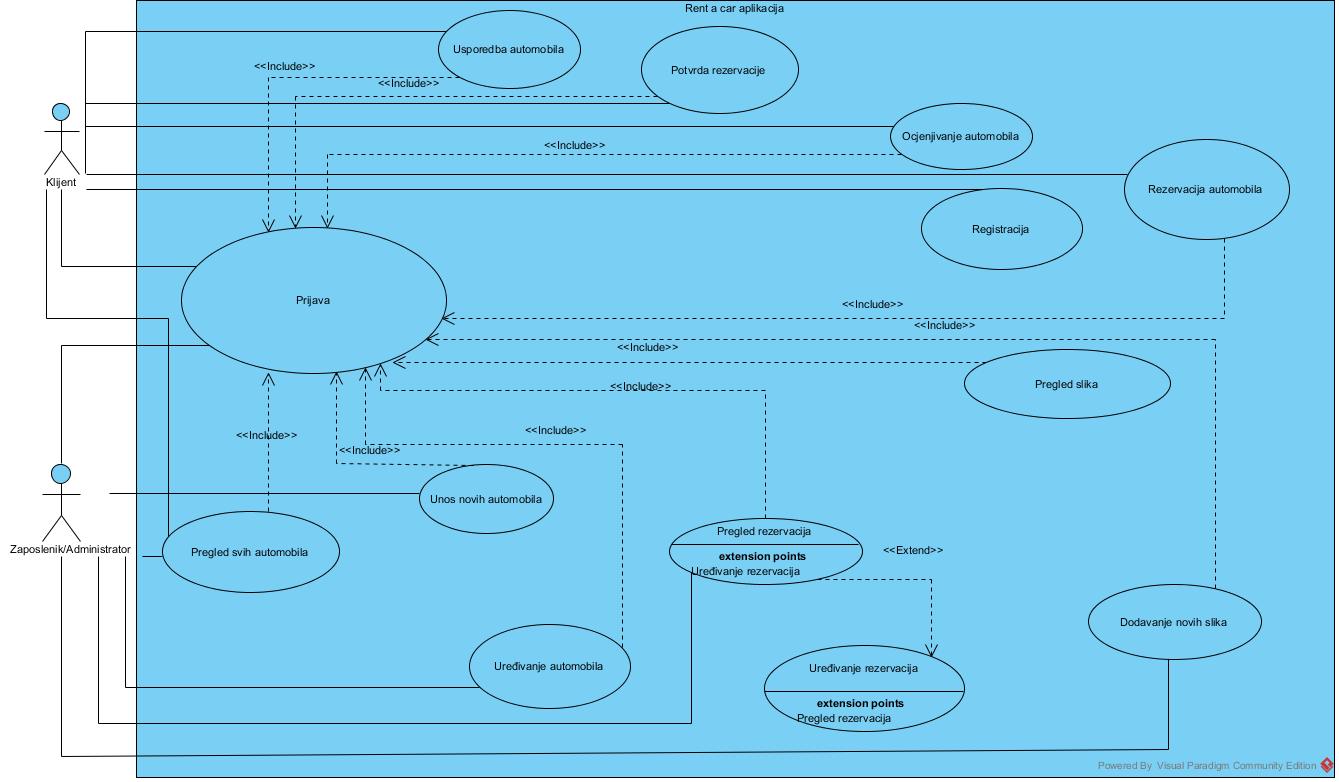 Rent a car aplikacija
Usporedba automobila
<<Include>>
Potvrda rezervacije
<<Include>>
Ocjenjivanje automobila
<<Include>>
Klijent
Rezervacija automobila
Registracija
Prijava
<<Include>>
<<Include>>
<<Include>>
Pregled slika
<<Include>>
<<Include>>
<<Include>>
<<Include>>
Unos novih automobila
Pregled rezervacija
Zaposlenik/Administrator
Pregled svih automobila
extension points
<<Extend>>
Uređivanje rezervacija
Dodavanje novih slika
Uređivanje automobila
Uređivanje rezervacija
extension points
Pregled rezervacija
Powered By Visual Paradigm Community Edition